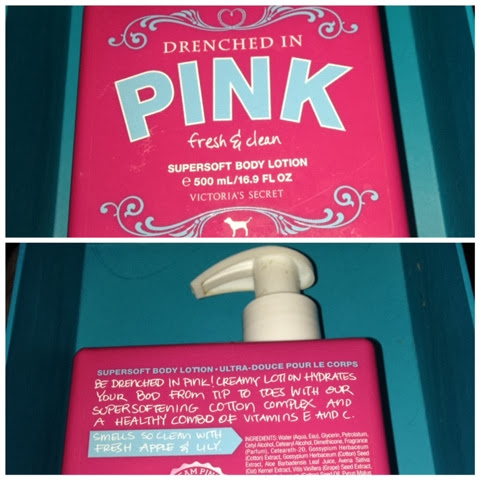 DRENCHED IN
PINK
fresh & clean
SUPERSOFT BODY LOTION
℮ 500 mL/16.9 FL OZ
VICTORIA'S SECRET
SUPERSOFT BODY LOTION • ULTRA-DOUCE POUR LE CORPS
BE DRENCHED IN PINK! CREAMY LOTION HYDRATES
YOUR BOD FROM TIP TO TOES WITH OUR
SUPERSOFTENING COTTON COMPLEX AND
A HEALTHY COMBO OF VITAMINS E AND C.
SMELLS SO CLEAN WITH
FRESH APPLE & LILY.
INGREDIENTS: Water (Aqua, Eau), Glycerin, Petrolatum,
Cetyl Alcohol, Cetearyl Alcohol, Dimethicone, Fragrance
(Parfum), Ceteareth-20, Gossypium Herbaceum
(Cotton) Extract, Gossypium Herbaceum (Cotton) Seed
Extract, Aloe Barbadensis Leaf Juice, Avena Sativa
(Oat) Kernel Extract, Vitis Vinifera (Grape) Seed Extract,